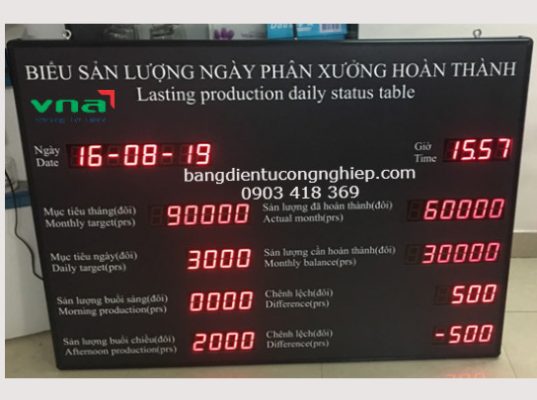 BIỂU SẢN LƯỢNG NGÀY PHÂN XƯỞNG HOÀN THÀNH
vna
Lasting production daily status table
Ngày
Date
16-08-19
Giờ
Time
15.57
bangdientucongnghiep.com
0903 418 369
Mục tiêu tháng(đôi)
Monthly target(prs)
90000
Sản lượng đã hoàn thành(đôi)
Actual month(prs)
60000
Mục tiêu ngày(đôi)
Daily target(prs)
3000
Sản lượng cần hoàn thành(đôi)
Monthly balance(prs)
30000
Sản lượng buổi sáng(đôi)
Morning production(prs)
0000
Chênh lệch(đôi)
Difference(prs)
500
Sản lượng buổi chiều(đôi)
Afternoon production(prs)
2000
Chênh lệch(đôi)
Difference(prs)
-500